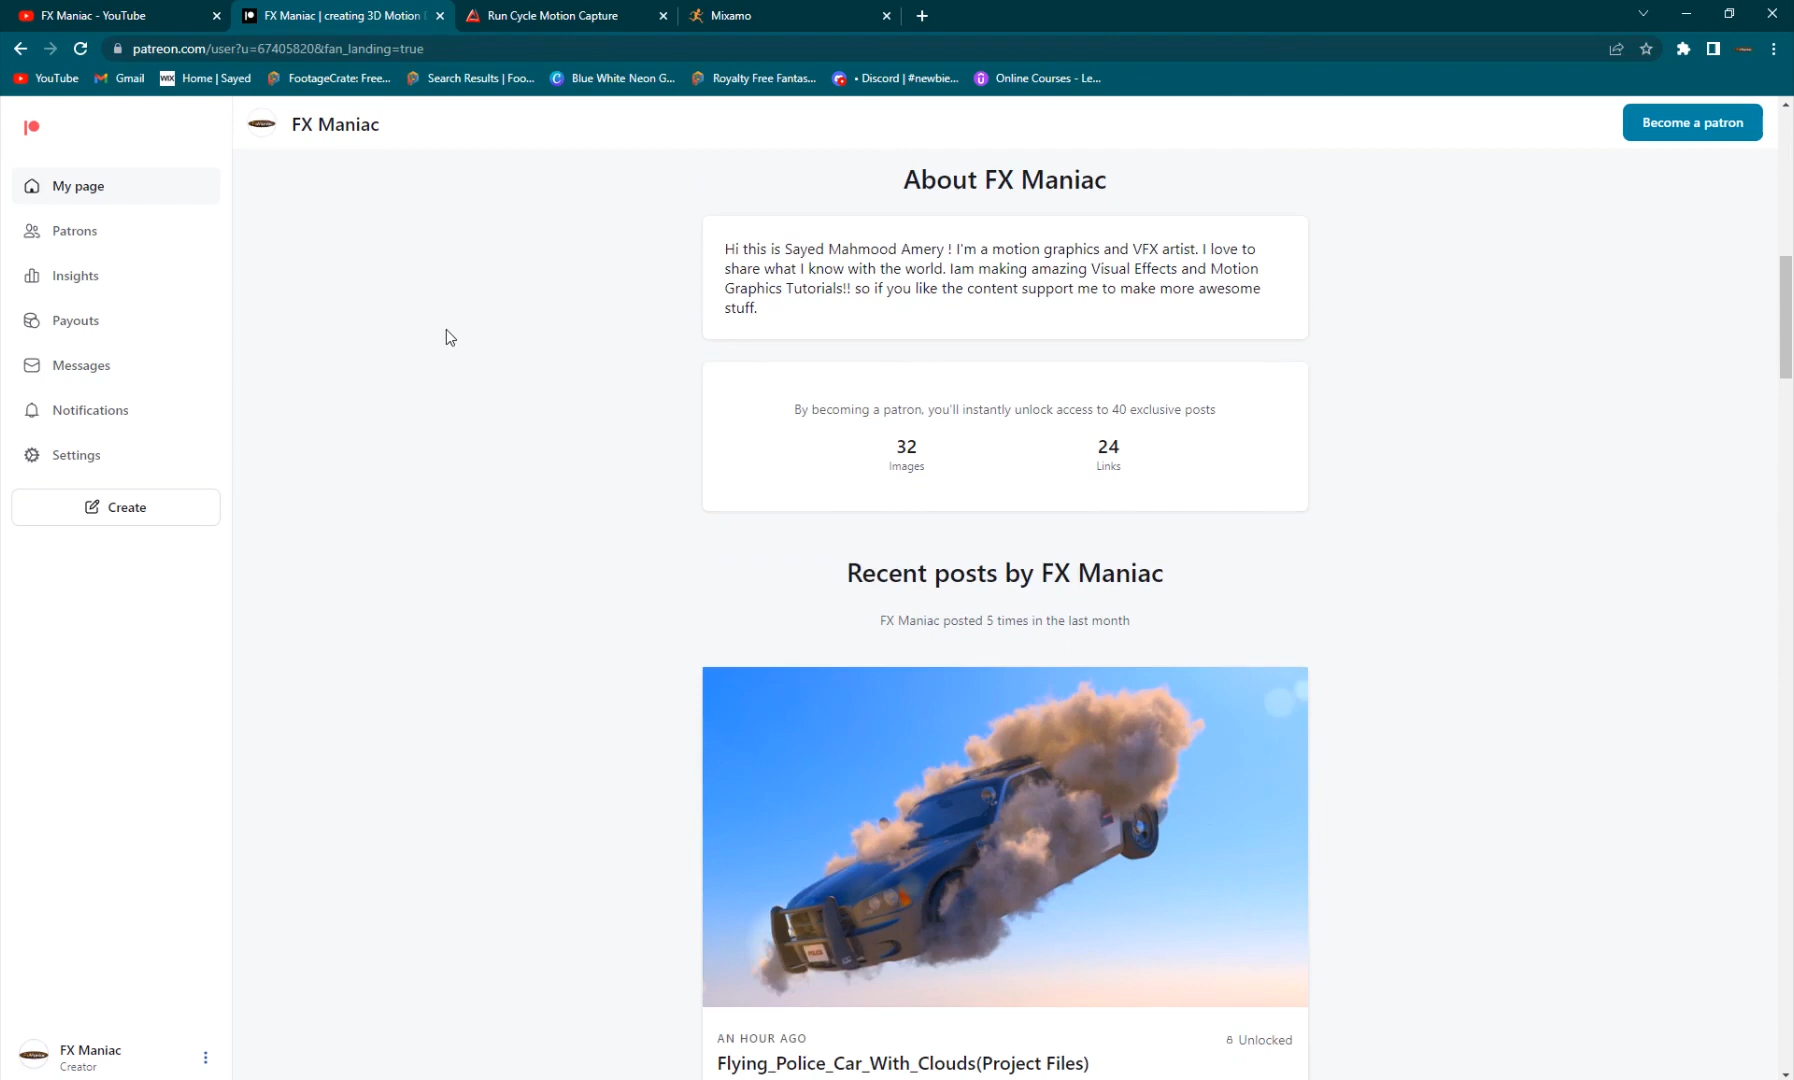 FX Maniac - YouTube
FX Maniac | creating 3D Motion
Run Cycle Motion Capture
Mixamo
patreon.com/user?u=67405820&fan_landing=true
YouTube
Gmail
WIX Home | Sayed
FootageCrate: Free...
Search Results | Foo...
Blue White Neon G...
Royalty Free Fantas...
• Discord | #newbie...
Online Courses - Le...
FX Maniac
Become a patron
My page
Patrons
Insights
Payouts
Messages
Notifications
Settings
Create
About FX Maniac
Hi this is Sayed Mahmood Amery ! I'm a motion graphics and VFX artist. I love to
share what I know with the world. Iam making amazing Visual Effects and Motion
Graphics Tutorials!! so if you like the content support me to make more awesome
stuff.
By becoming a patron, you'll instantly unlock access to 40 exclusive posts
32 24
Images Links
Recent posts by FX Maniac
FX Maniac posted 5 times in the last month
POLICE
AN HOUR AGO
Unlocked
Flying_Police_Car_With_Clouds(Project Files)
FX Maniac
Creator